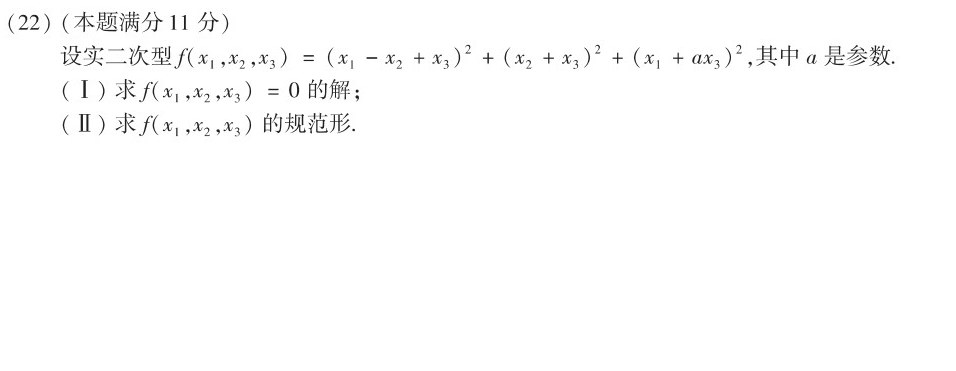 (22)(本题满分 11 分)
设实二次型 f(x₁,x₂,x₃) = (x₁ - x₂ + x₃)² + (x₂ + x₃)² + (x₁ + ax₃)²,其中 a 是参数.
(Ⅰ)求 f(x₁,x₂,x₃) = 0 的解;
(Ⅱ)求 f(x₁,x₂,x₃) 的规范形.